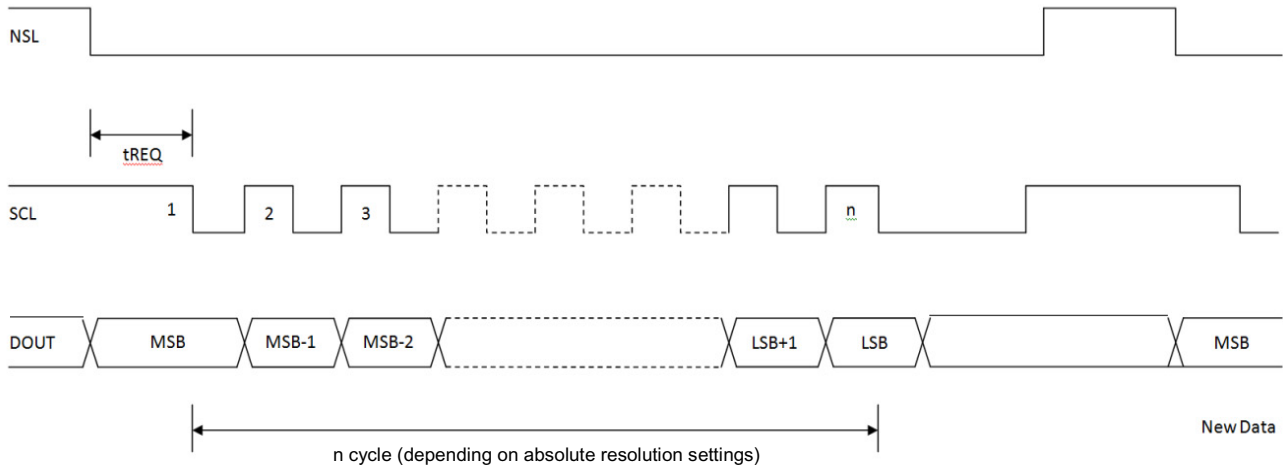 NSL
tREQ
SCL 1 2 3 n
DOUT MSB MSB-1 MSB-2 LSB+1 LSB MSB
New Data
n cycle (depending on absolute resolution settings)